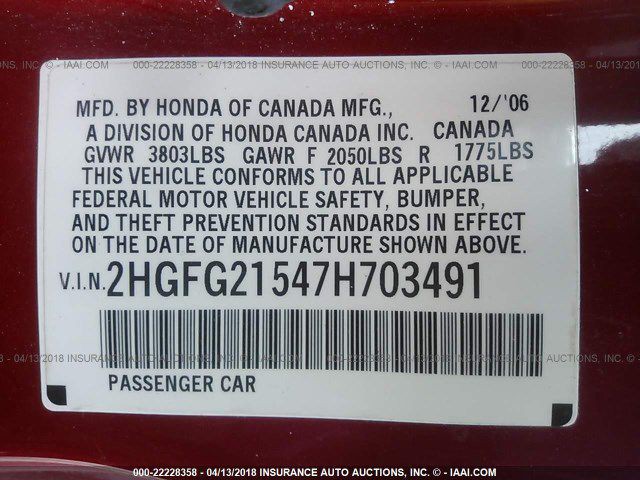 000-22228358 - 04/13/2018 INSURANCE AUTO AUCTIONS, INC. - © IAAI.COM
MFD. BY HONDA OF CANADA MFG., 12/'06
A DIVISION OF HONDA CANADA INC. CANADA
GVWR 3803LBS GAWR F 2050LBS R 1775LBS
THIS VEHICLE CONFORMS TO ALL APPLICABLE
FEDERAL MOTOR VEHICLE SAFETY, BUMPER,
AND THEFT PREVENTION STANDARDS IN EFFECT
ON THE DATE OF MANUFACTURE SHOWN ABOVE.
V.I.N. 2HGFG21547H703491
PASSENGER CAR
000-22228358 - 04/13/2018 INSURANCE AUTO AUCTIONS, INC. - © IAAI.COM